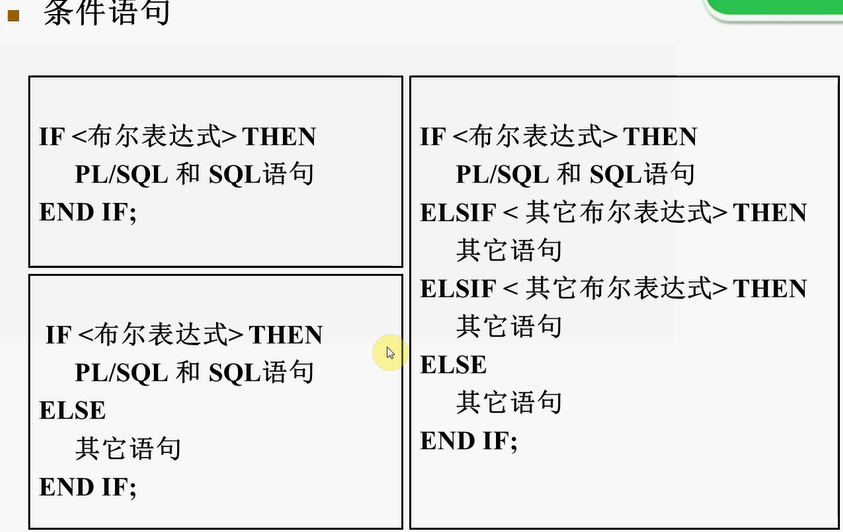 条件语句
IF <布尔表达式> THEN
PL/SQL 和 SQL语句
END IF;
IF <布尔表达式> THEN
PL/SQL 和 SQL语句
ELSE
其它语句
END IF;
IF <布尔表达式> THEN
PL/SQL 和 SQL语句
ELSIF < 其它布尔表达式> THEN
其它语句
ELSIF < 其它布尔表达式> THEN
其它语句
ELSE
其它语句
END IF;